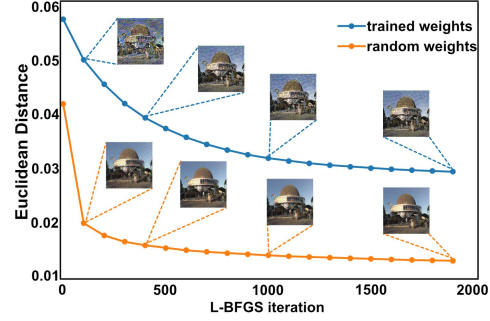 0.06
0.05
0.04
0.03
0.02
0.01
Euclidean Distance
trained weights
random weights
0
500
1000
1500
2000
L-BFGS iteration